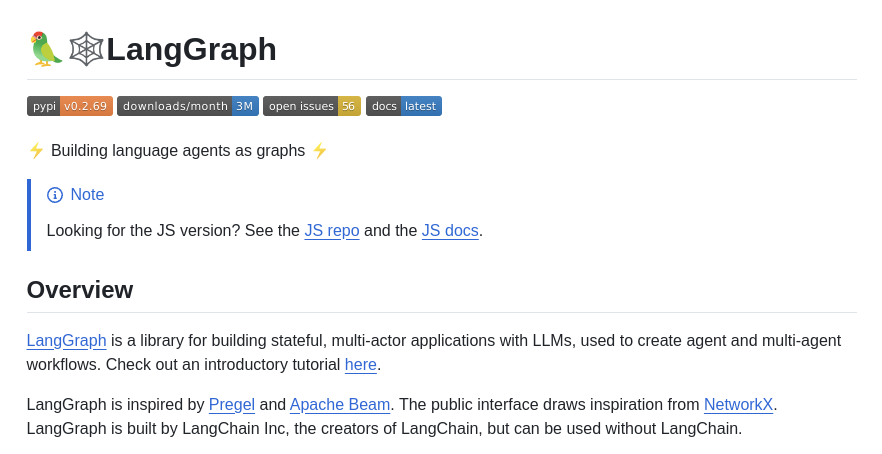 🦜🕸️LangGraph
pypi v0.2.69 downloads/month 3M open issues 56 docs latest
⚡ Building language agents as graphs ⚡
Note
Looking for the JS version? See the JS repo and the JS docs.
Overview
LangGraph is a library for building stateful, multi-actor applications with LLMs, used to create agent and multi-agent
workflows. Check out an introductory tutorial here.
LangGraph is inspired by Pregel and Apache Beam. The public interface draws inspiration from NetworkX.
LangGraph is built by LangChain Inc, the creators of LangChain, but can be used without LangChain.